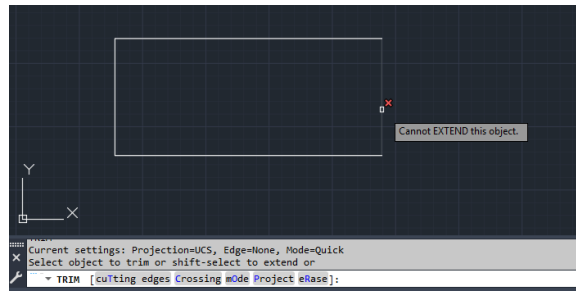 Cannot EXTEND this object.
Y
X
Current settings: Projection=UCS, Edge=None, Mode=Quick
Select object to trim or shift-select to extend or
TRIM [cuTting edges Crossing mOde Project eRase]: